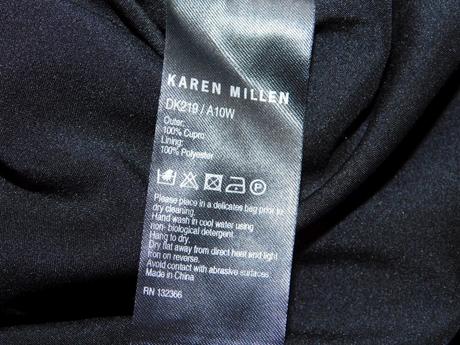 KAREN MILLEN
DK219 / A10W
Outer:
100% Cupro
Lining:
100% Polyester
P
Please place in a delicates bag prior to
dry cleaning.
Hand wash in cool water using
non- biological detergent.
Hang to dry.
Dry flat away from direct heat and light
Iron on reverse.
Avoid contact with abrasive surfaces
Made in China
RN 132366